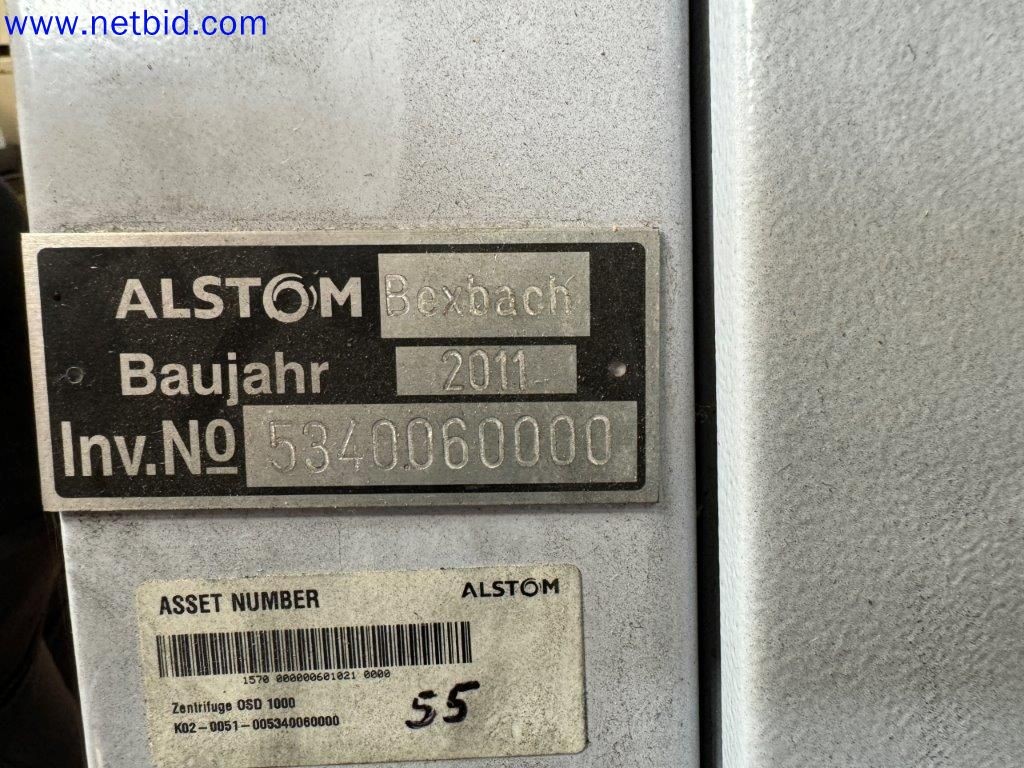 www.netbid.com
ALSTOM Bexbach
Baujahr 2011
Inv.No 5340060000
ASSET NUMBER ALSTOM
1570 000000601021 0000
Zentrifuge OSD 1000
K02-0051-005340060000
55